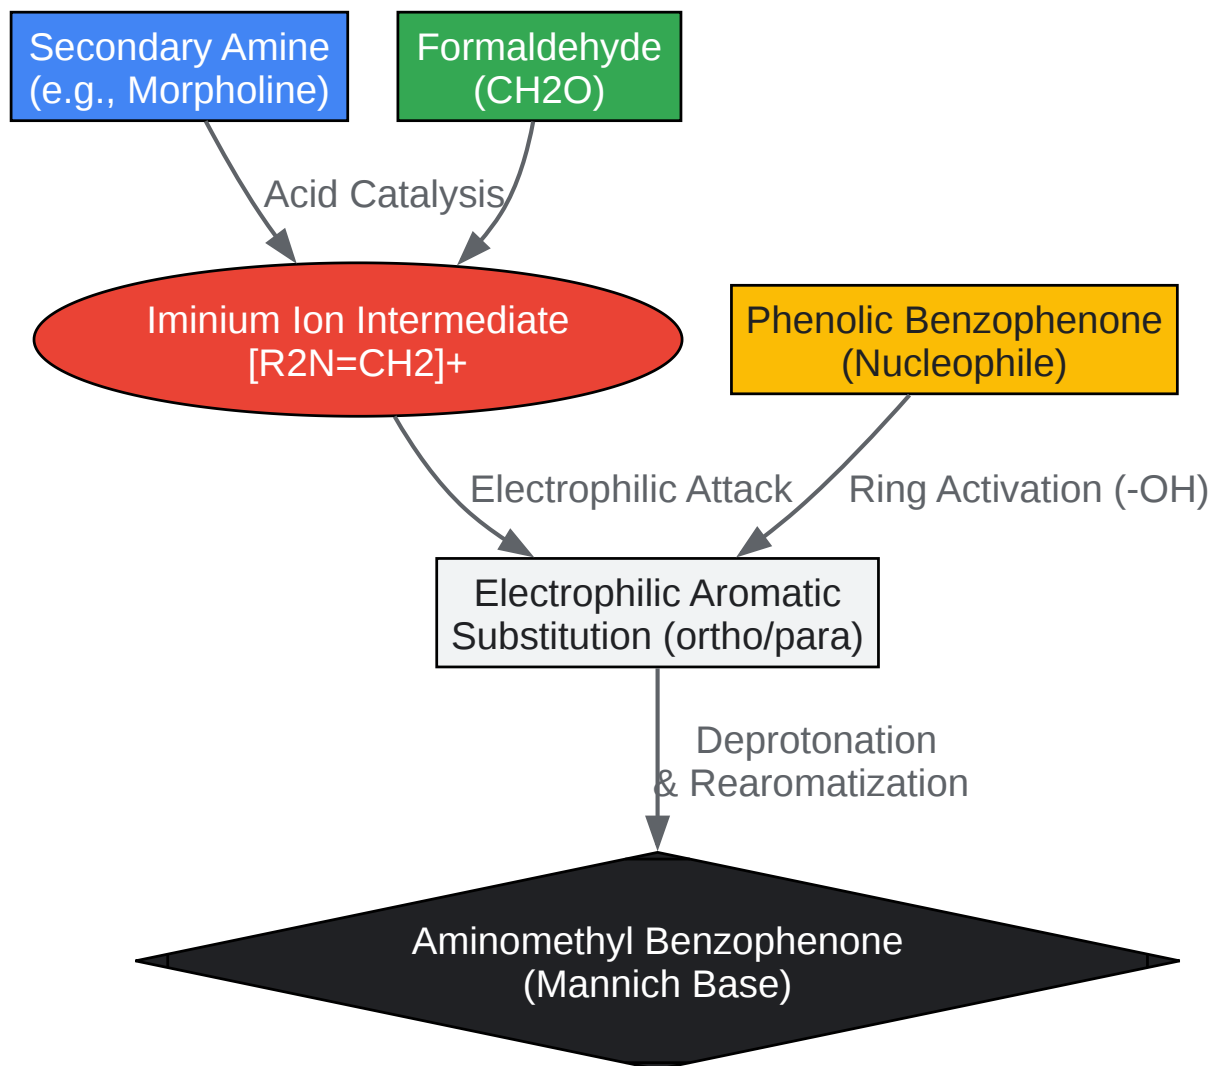 Secondary Amine
(e.g., Morpholine)
Formaldehyde
(CH2O)
Acid Catalysis
Iminium Ion Intermediate
[R2N=CH2]+
Phenolic Benzophenone
(Nucleophile)
Electrophilic Attack
Ring Activation (-OH)
Electrophilic Aromatic
Substitution (ortho/para)
Deprotonation
& Rearomatization
Aminomethyl Benzophenone
(Mannich Base)